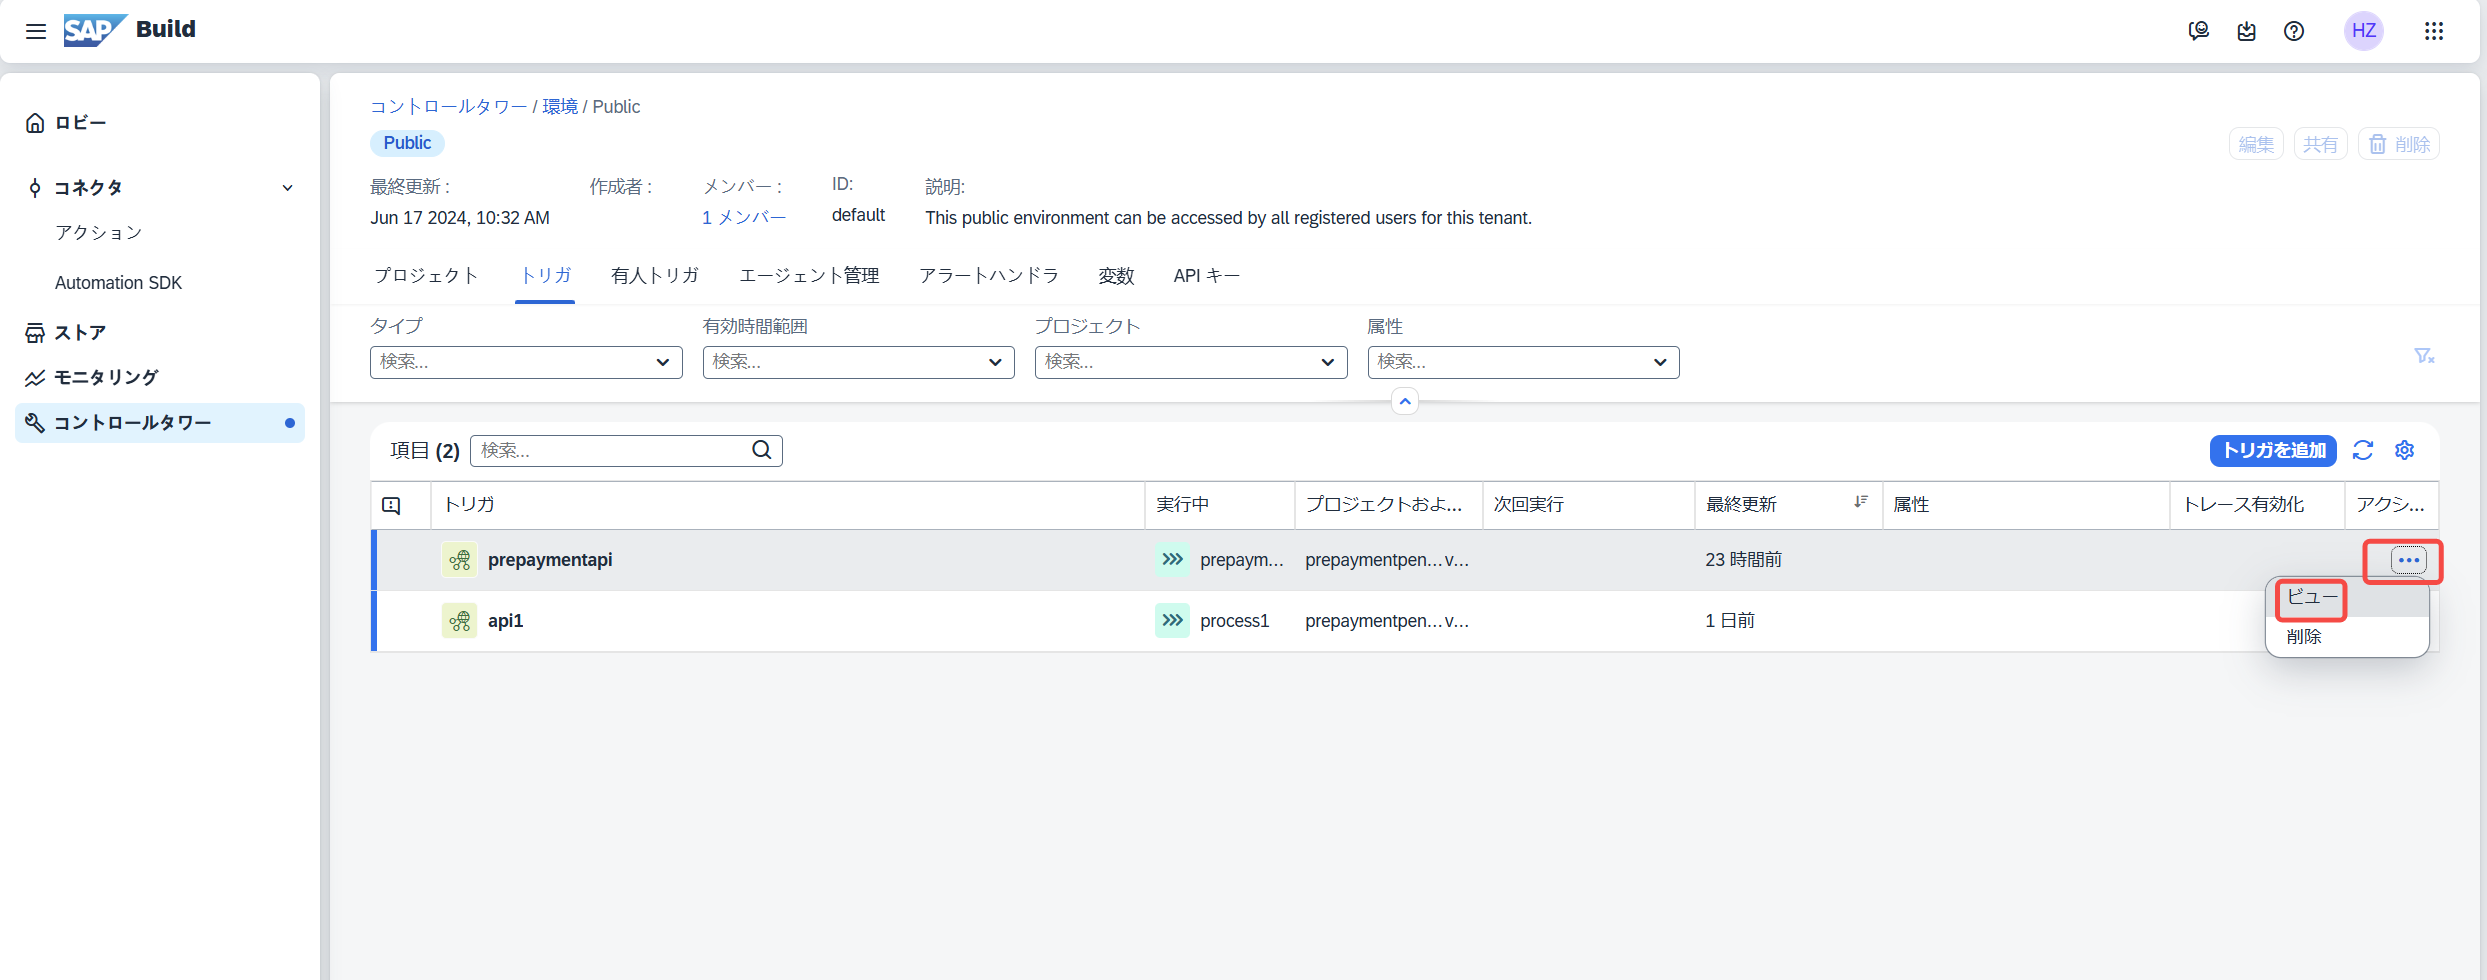 SAP Build
HZ
ロビー
コネクタ
アクション
Automation SDK
ストア
モニタリング
コントロールタワー
コントロールタワー / 環境 / Public
Public
編集 共有 削除
最終更新 : 作成者 : メンバー : ID: 説明:
Jun 17 2024, 10:32 AM 1 メンバー default This public environment can be accessed by all registered users for this tenant.
プロジェクト トリガ 有人トリガ エージェント管理 アラートハンドラ 変数 API キー
タイプ 有効時間範囲 プロジェクト 属性
検索... 検索... 検索... 検索...
項目 (2) 検索... トリガを追加
トリガ 実行中 プロジェクトおよ... 次回実行 最終更新 属性 トレース有効化 アクシ...
prepaymentapi prepaym... prepaymentpen...v... 23 時間前
ビュー
api1 process1 prepaymentpen...v... 1 日前
削除